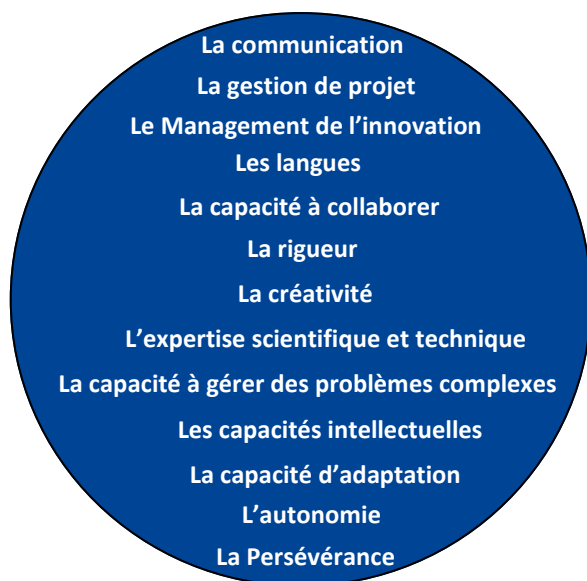 La communication
La gestion de projet
Le Management de l’innovation
Les langues
La capacité à collaborer
La rigueur
La créativité
L’expertise scientifique et technique
La capacité à gérer des problèmes complexes
Les capacités intellectuelles
La capacité d’adaptation
L’autonomie
La Persévérance